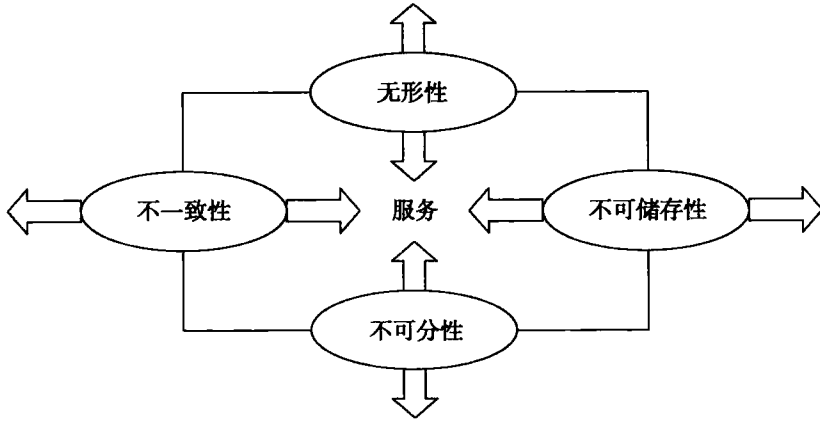 无形性
不一致性
服务
不可储存性
不可分性